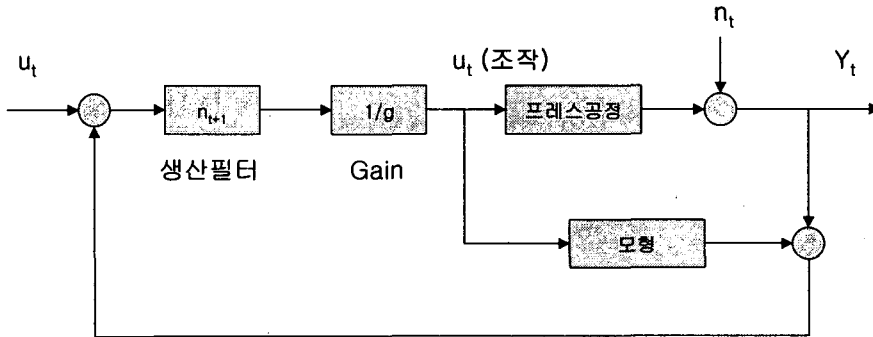 n_t
u_t
u_t (조작)
Y_t
n_{t+1}
1/g
프레스공정
생산필터
Gain
모형